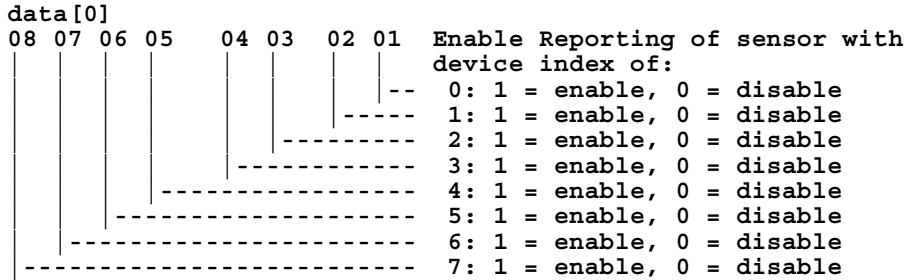 data[0]
08 07 06 05 04 03 02 01 Enable Reporting of sensor with
device index of:
0: 1 = enable, 0 = disable
1: 1 = enable, 0 = disable
2: 1 = enable, 0 = disable
3: 1 = enable, 0 = disable
4: 1 = enable, 0 = disable
5: 1 = enable, 0 = disable
6: 1 = enable, 0 = disable
7: 1 = enable, 0 = disable